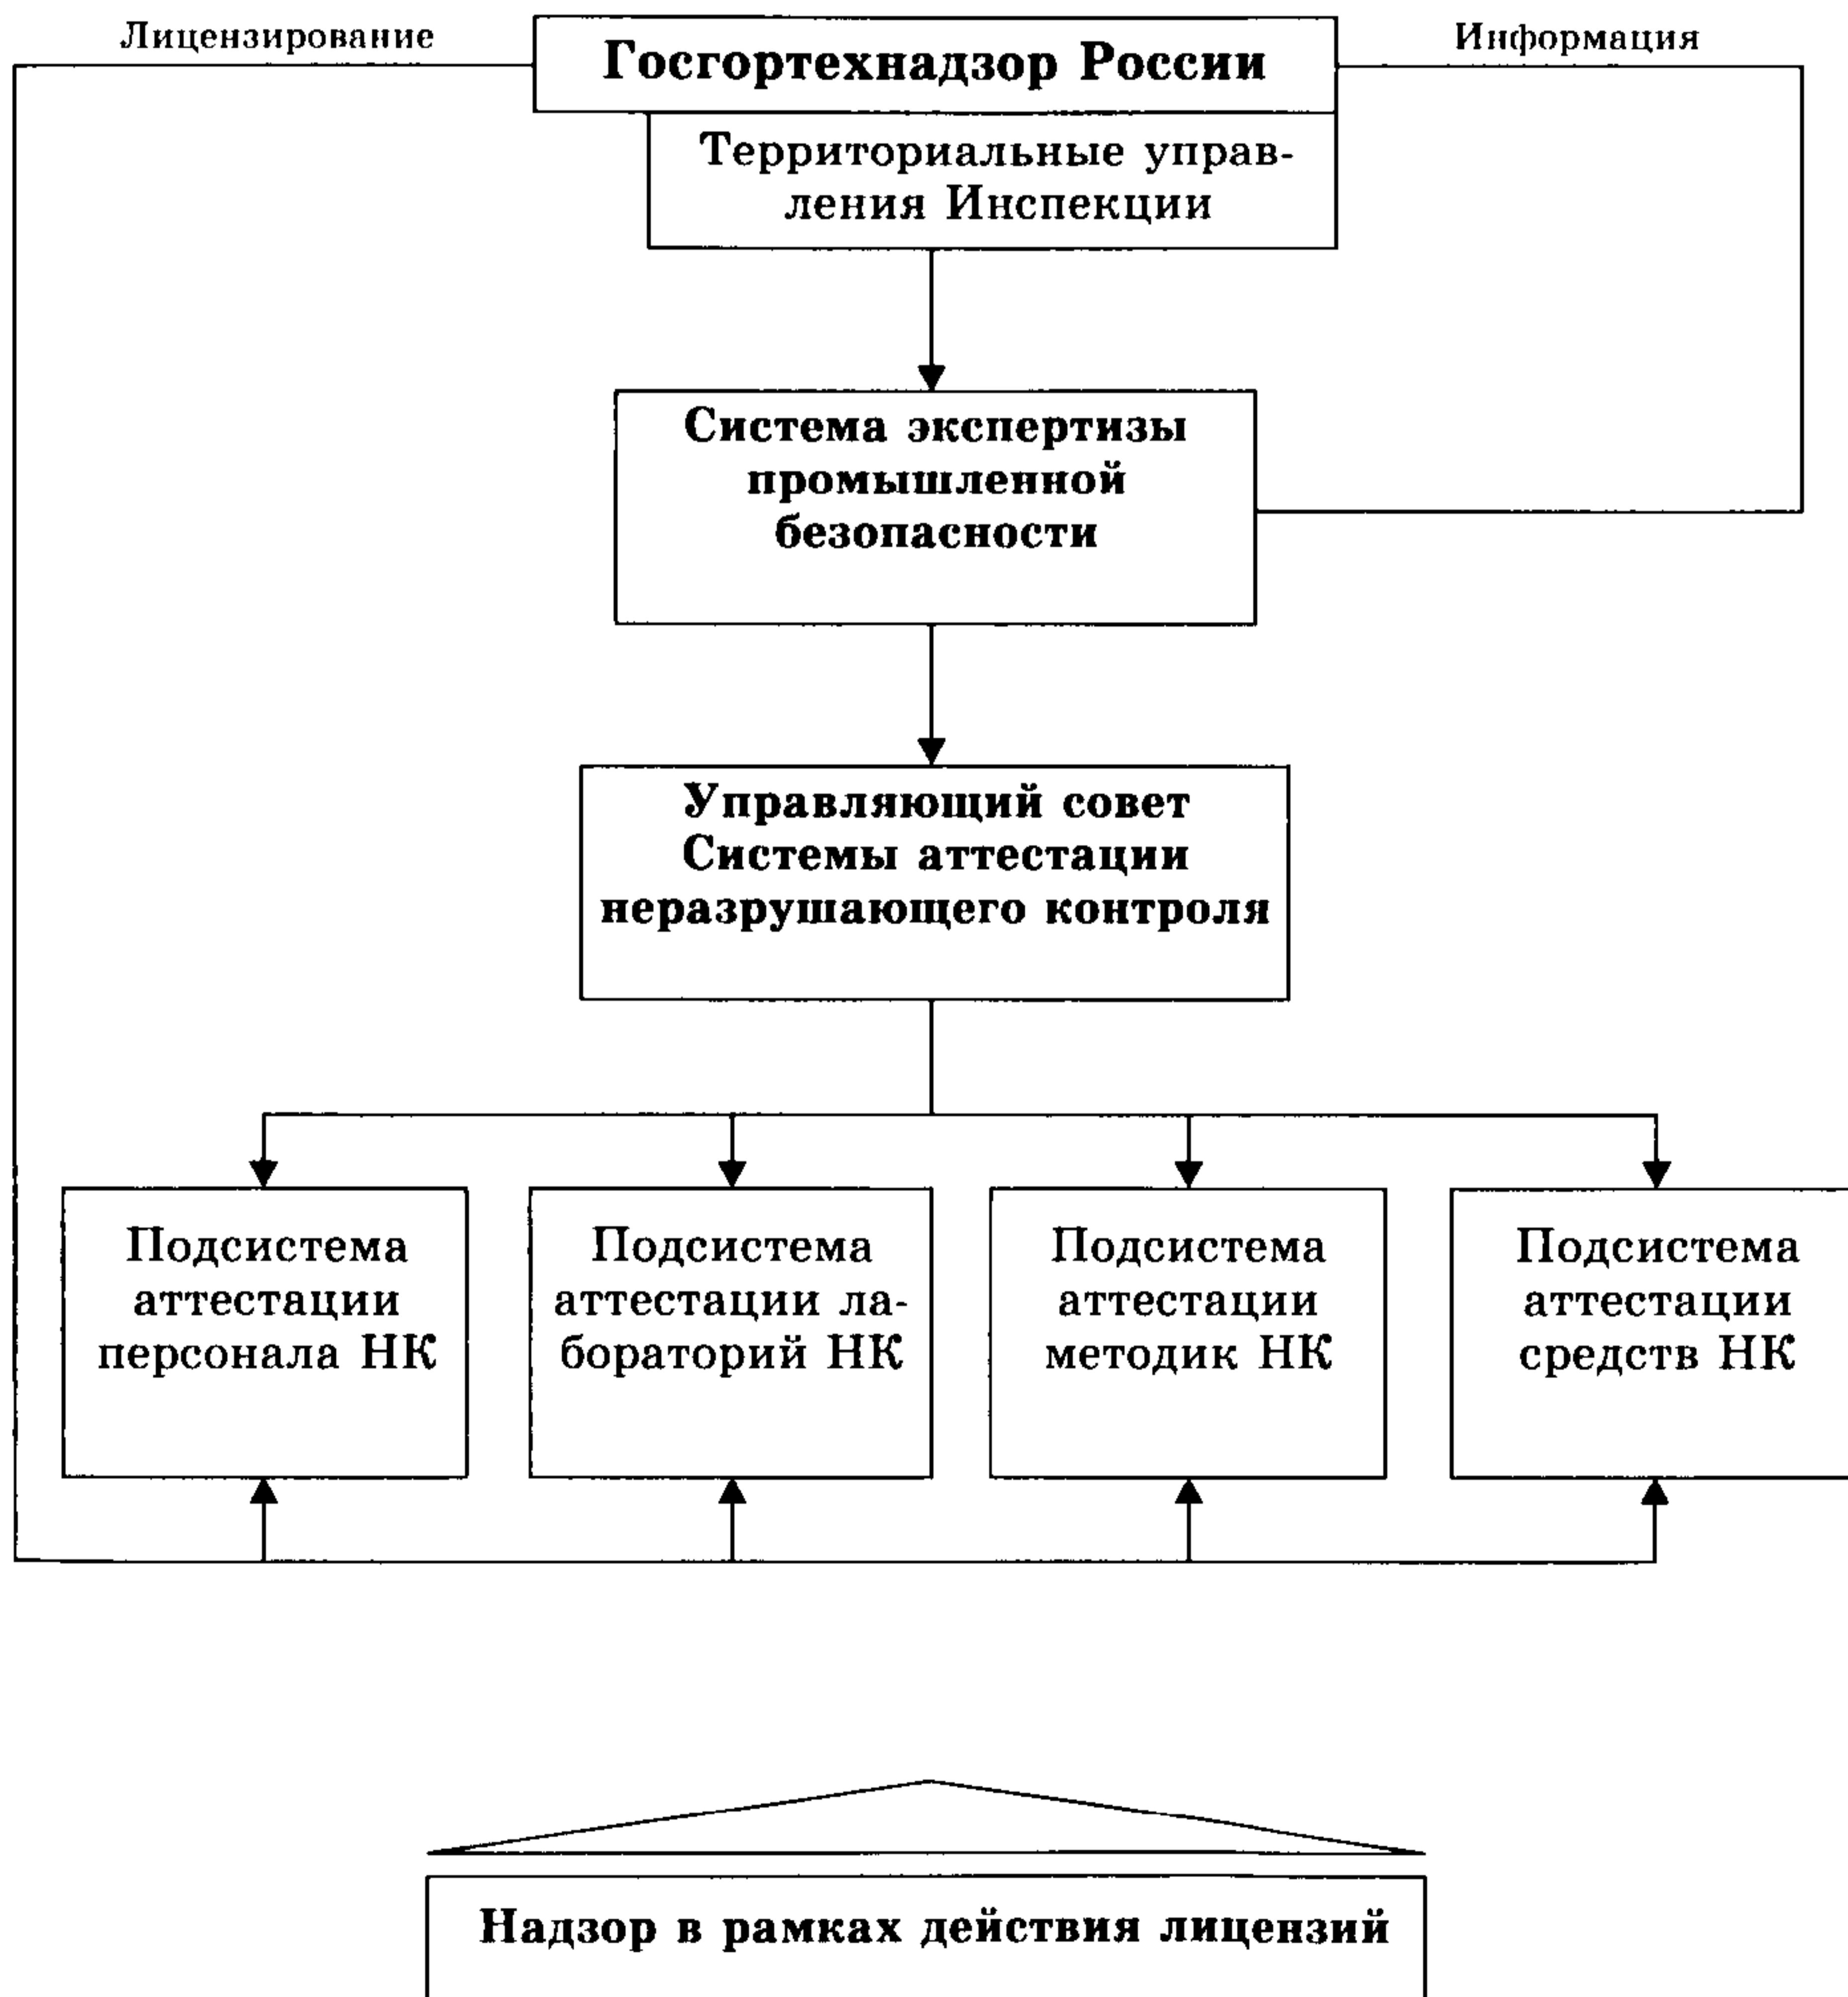 Лицензирование
Госгортехнадзор России
Информация
Территориальные управ-
ления Инспекции
Система экспертизы
промышленной
безопасности
Управляющий совет
Системы аттестации
неразрушающего контроля
Подсистема
аттестации
персонала НК
Подсистема
аттестации ла-
бораторий НК
Подсистема
аттестации
методик НК
Подсистема
аттестации
средств НК
Надзор в рамках действия лицензий